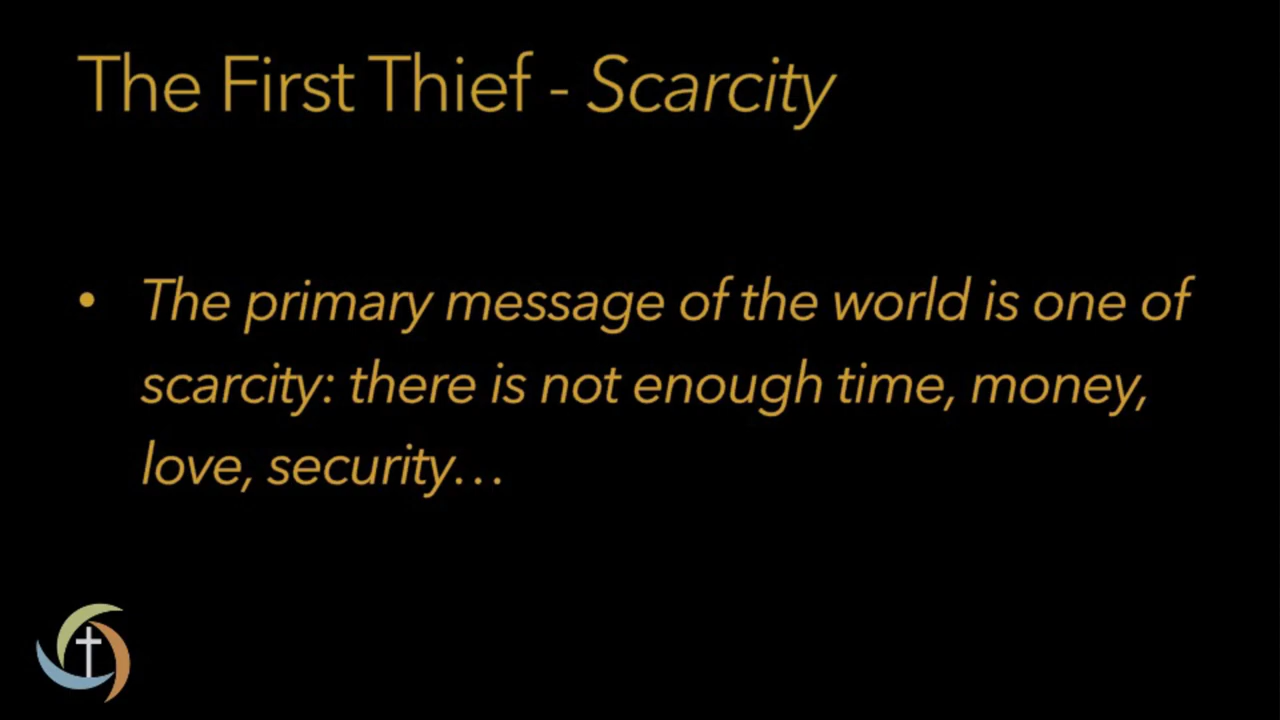 The First Thief - Scarcity
• The primary message of the world is one of
scarcity: there is not enough time, money,
love, security…